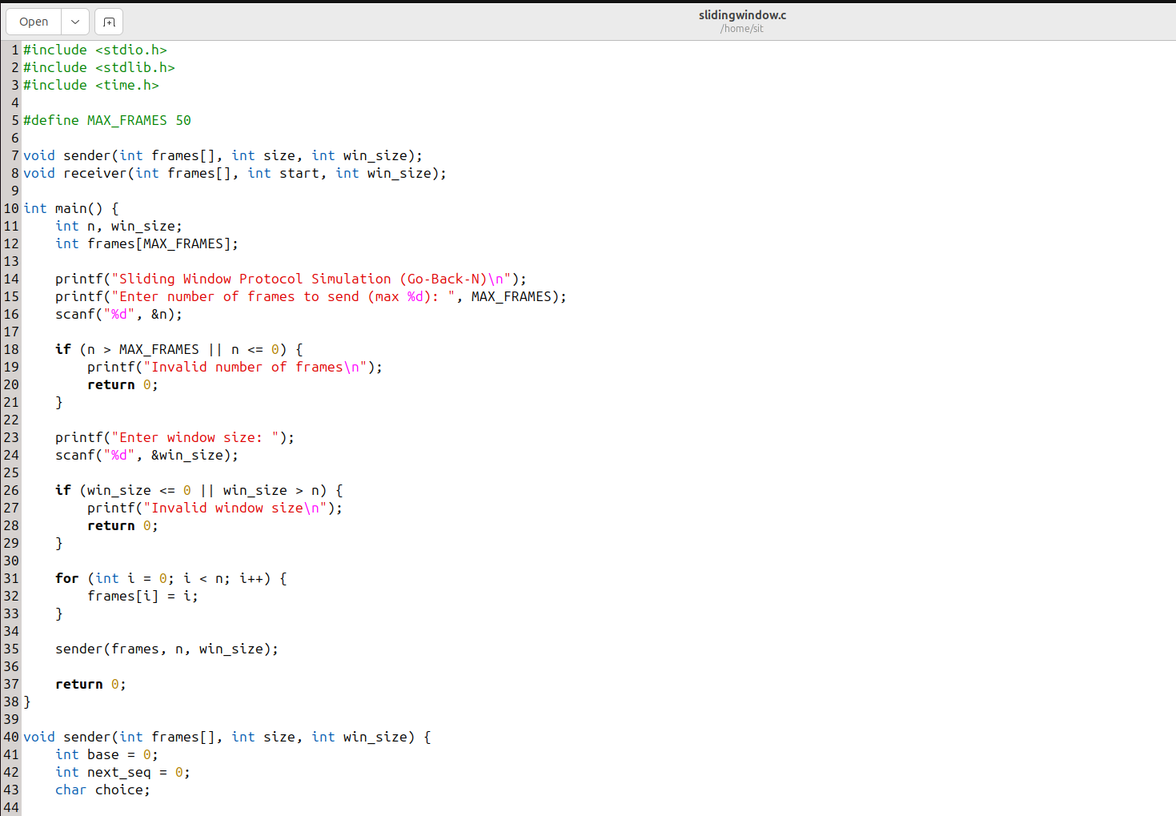 Open
slidingwindow.c
/home/sit
1 #include <stdio.h>
2 #include <stdlib.h>
3 #include <time.h>
4
5 #define MAX_FRAMES 50
6
7 void sender(int frames[], int size, int win_size);
8 void receiver(int frames[], int start, int win_size);
9
10 int main() {
11     int n, win_size;
12     int frames[MAX_FRAMES];
13
14     printf("Sliding Window Protocol Simulation (Go-Back-N)\n");
15     printf("Enter number of frames to send (max %d): ", MAX_FRAMES);
16     scanf("%d", &n);
17
18     if (n > MAX_FRAMES || n <= 0) {
19         printf("Invalid number of frames\n");
20         return 0;
21     }
22
23     printf("Enter window size: ");
24     scanf("%d", &win_size);
25
26     if (win_size <= 0 || win_size > n) {
27         printf("Invalid window size\n");
28         return 0;
29     }
30
31     for (int i = 0; i < n; i++) {
32         frames[i] = i;
33     }
34
35     sender(frames, n, win_size);
36
37     return 0;
38 }
39
40 void sender(int frames[], int size, int win_size) {
41     int base = 0;
42     int next_seq = 0;
43     char choice;
44